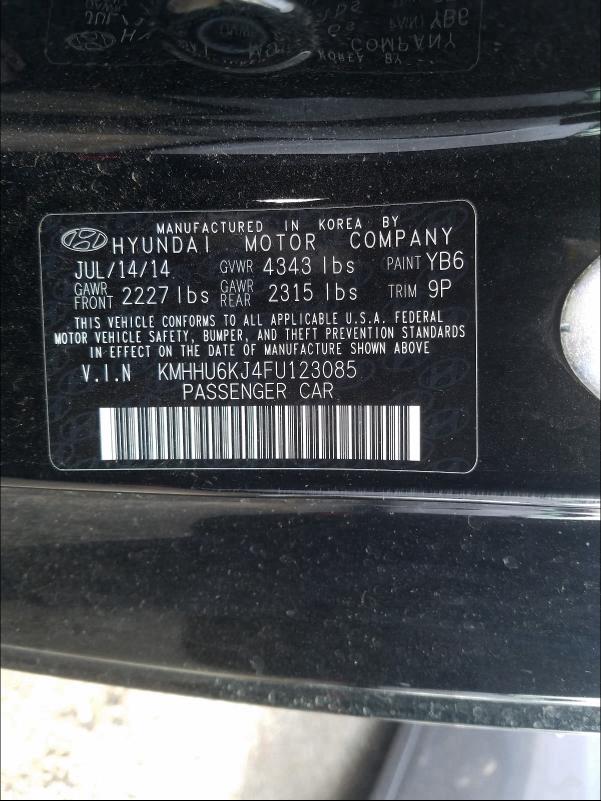 MANUFACTURED IN KOREA BY
HYUNDAI MOTOR COMPANY
JUL/14/14 GVWR 4343 lbs PAINT YB6
GAWR FRONT 2227 lbs GAWR REAR 2315 lbs TRIM 9P
THIS VEHICLE CONFORMS TO ALL APPLICABLE U.S.A. FEDERAL
MOTOR VEHICLE SAFETY, BUMPER, AND THEFT PREVENTION STANDARDS
IN EFFECT ON THE DATE OF MANUFACTURE SHOWN ABOVE
V.I.N KMHHU6KJ4FU123085
PASSENGER CAR